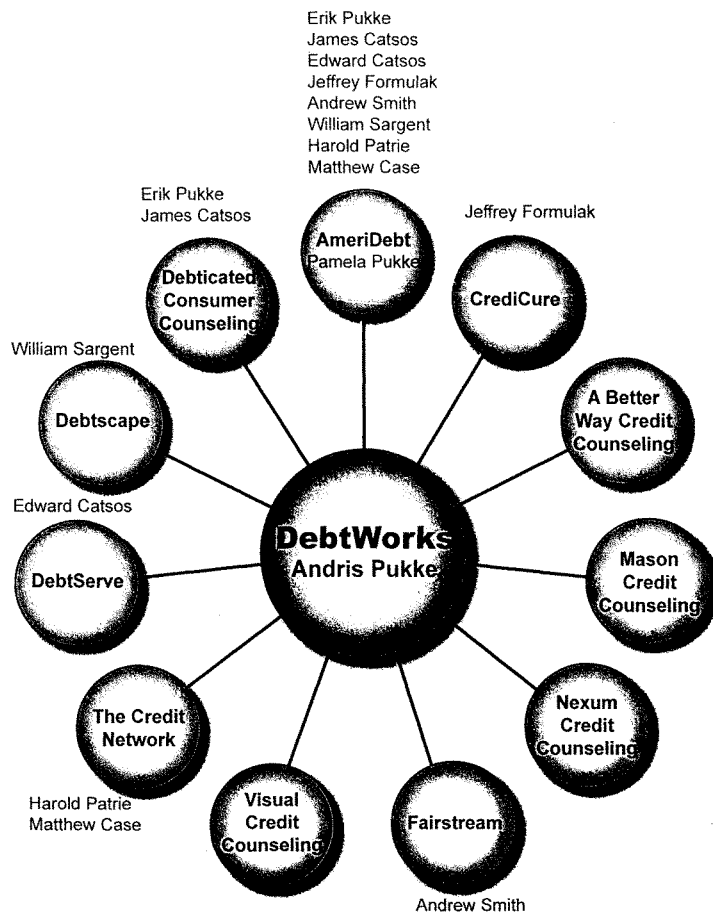 Erik Pukke
James Catsos
Edward Catsos
Jeffrey Formulak
Andrew Smith
William Sargent
Harold Patrie
Matthew Case
AmeriDebt
Pamela Pukke
Erik Pukke
James Catsos
Debticated
Consumer
Counseling
Jeffrey Formulak
CrediCure
William Sargent
Debtscape
A Better
Way Credit
Counseling
DebtWorks
Andris Pukke
Edward Catsos
DebtServe
Mason
Credit
Counseling
The Credit
Network
Harold Patrie
Matthew Case
Nexum
Credit
Counseling
Visual
Credit
Counseling
Fairstream
Andrew Smith